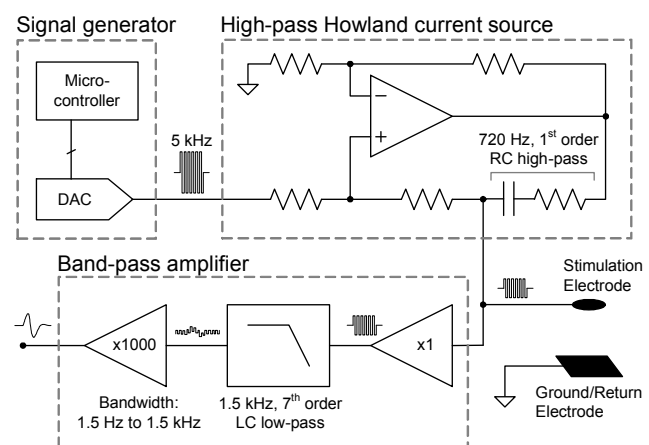 Signal generator
High-pass Howland current source
Micro-
controller
DAC
5 kHz
−
+
720 Hz, 1st order
RC high-pass
Band-pass amplifier
Stimulation
Electrode
x1000
x1
Bandwidth:
1.5 Hz to 1.5 kHz
1.5 kHz, 7th order
LC low-pass
Ground/Return
Electrode